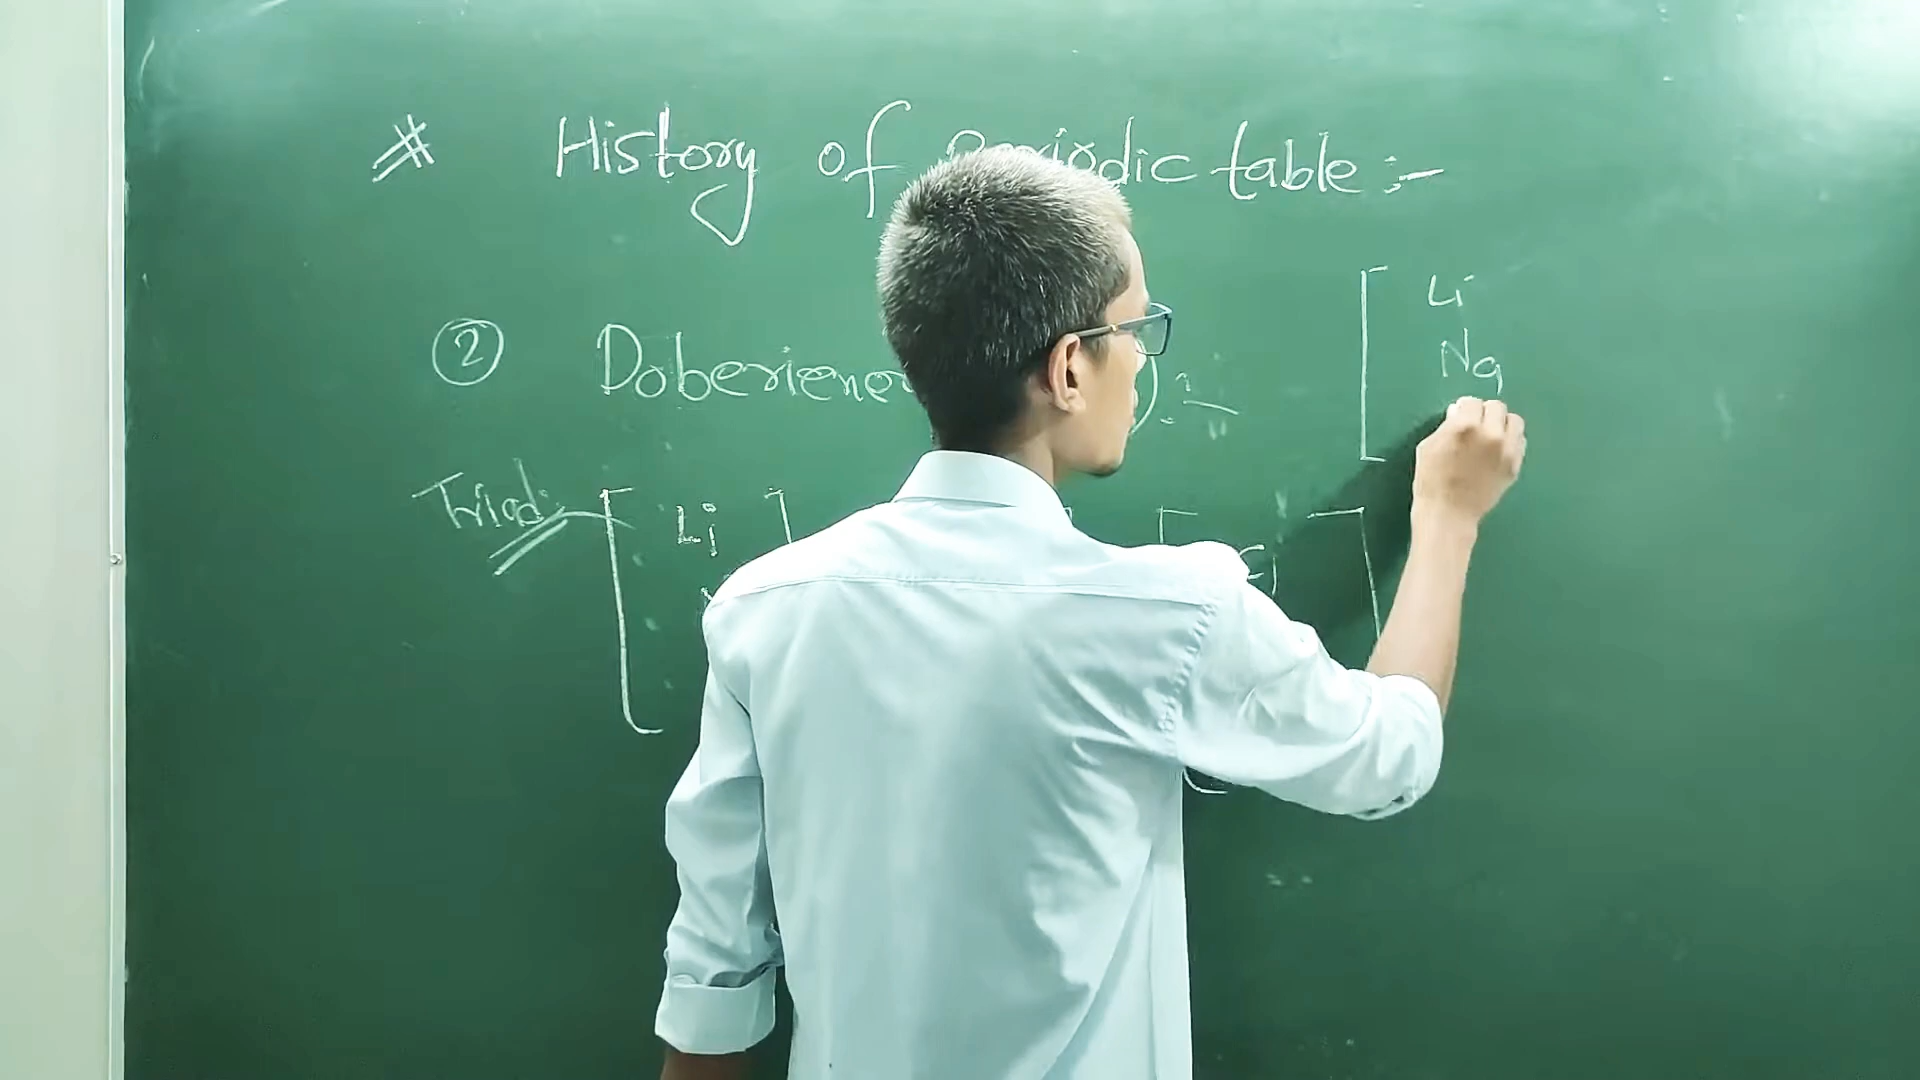 # History of Periodic table :-
② Doberiener ) :-
Triad :-
Li
Li
Na